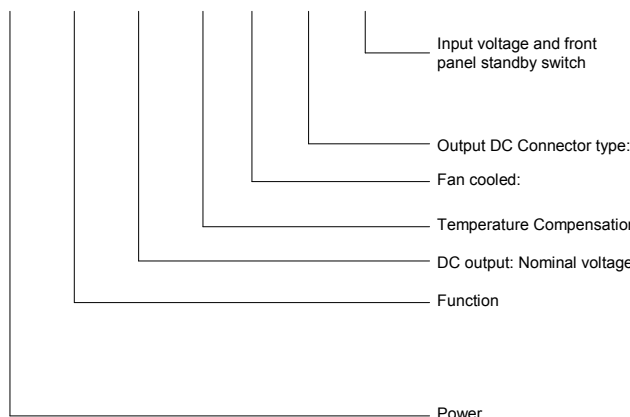 Input voltage and front
panel standby switch
Output DC Connector type:
Fan cooled:
Temperature Compensation
DC output: Nominal voltage
Function
Power